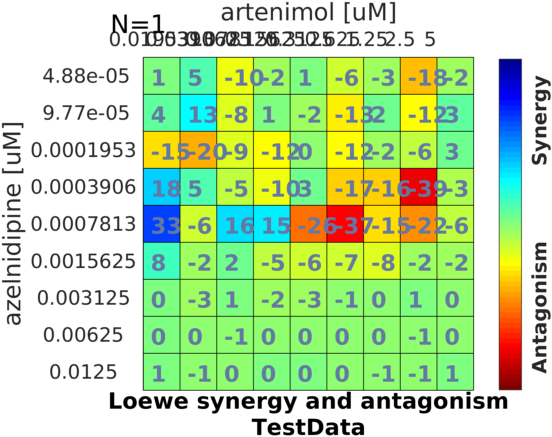 N=1
artenimol [uM]
2.5 5
azelnidipine [uM]
4.88e-05 1 5 -10 -2 1 -6 -3 -18 -2
9.77e-05 4 13 -8 1 -2 -13 2 -12 3
0.0001953 -15 -20 -9 -12 0 -12 -2 -6 3
0.0003906 18 5 -5 -10 3 -17 -16 -39 -3
0.0007813 33 -6 16 15 -26 -37 -15 -22 -6
0.0015625 8 -2 2 -5 -6 -7 -8 -2 -2
0.003125 0 -3 1 -2 -3 -1 0 1 0
0.00625 0 0 -1 0 0 0 0 -1 0
0.0125 1 -1 0 0 0 0 -1 -1 1
Synergy
Antagonism
Loewe synergy and antagonism
TestData